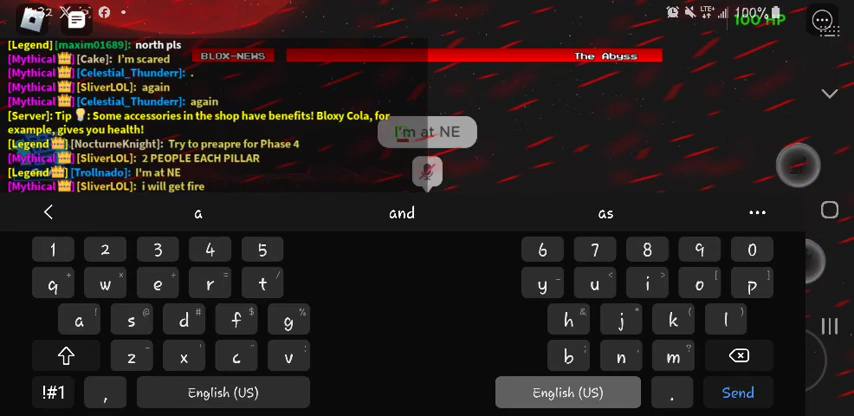 :32
LTE+
100%
100 HP
[Legend] [maxim01689]: north pls
[Mythical👑] [Cake]: I'm scared
[Mythical👑] [Celestial_Thunderr]: .
[Mythical👑] [SliverLOL]: again
[Mythical👑] [Celestial_Thunderr]: again
[Server]: Tip 💡: Some accessories in the shop have benefits! Bloxy Cola, for
example, gives you health!
[Legend👑] [NocturneKnight]: Try to preapre for Phase 4
[Mythical👑] [SliverLOL]: 2 PEOPLE EACH PILLAR
[Legend👑] [Trollnado]: I'm at NE
[Mythical👑] [SliverLOL]: i will get fire
BLOX-NEWS
The Abyss
I'm at NE
a and as
1 2 3 4 5 6 7 8 9 0
q + w × e ÷ r = t / y _ u < i > o [ p ]
a ! s @ d # f $ g % h & j * k ( l )
z - x ' c " v : b ; n , m ?
!#1 , English (US) English (US) . Send